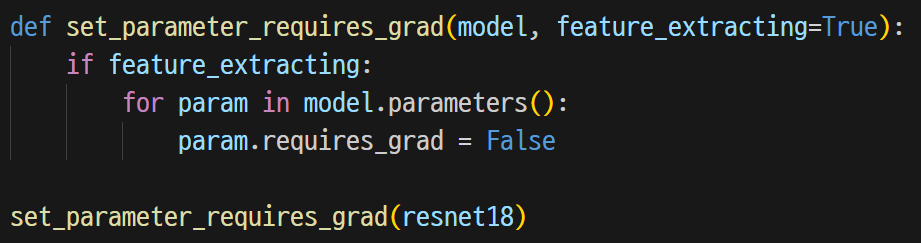 def set_parameter_requires_grad(model, feature_extracting=True):
    if feature_extracting:
        for param in model.parameters():
            param.requires_grad = False

set_parameter_requires_grad(resnet18)